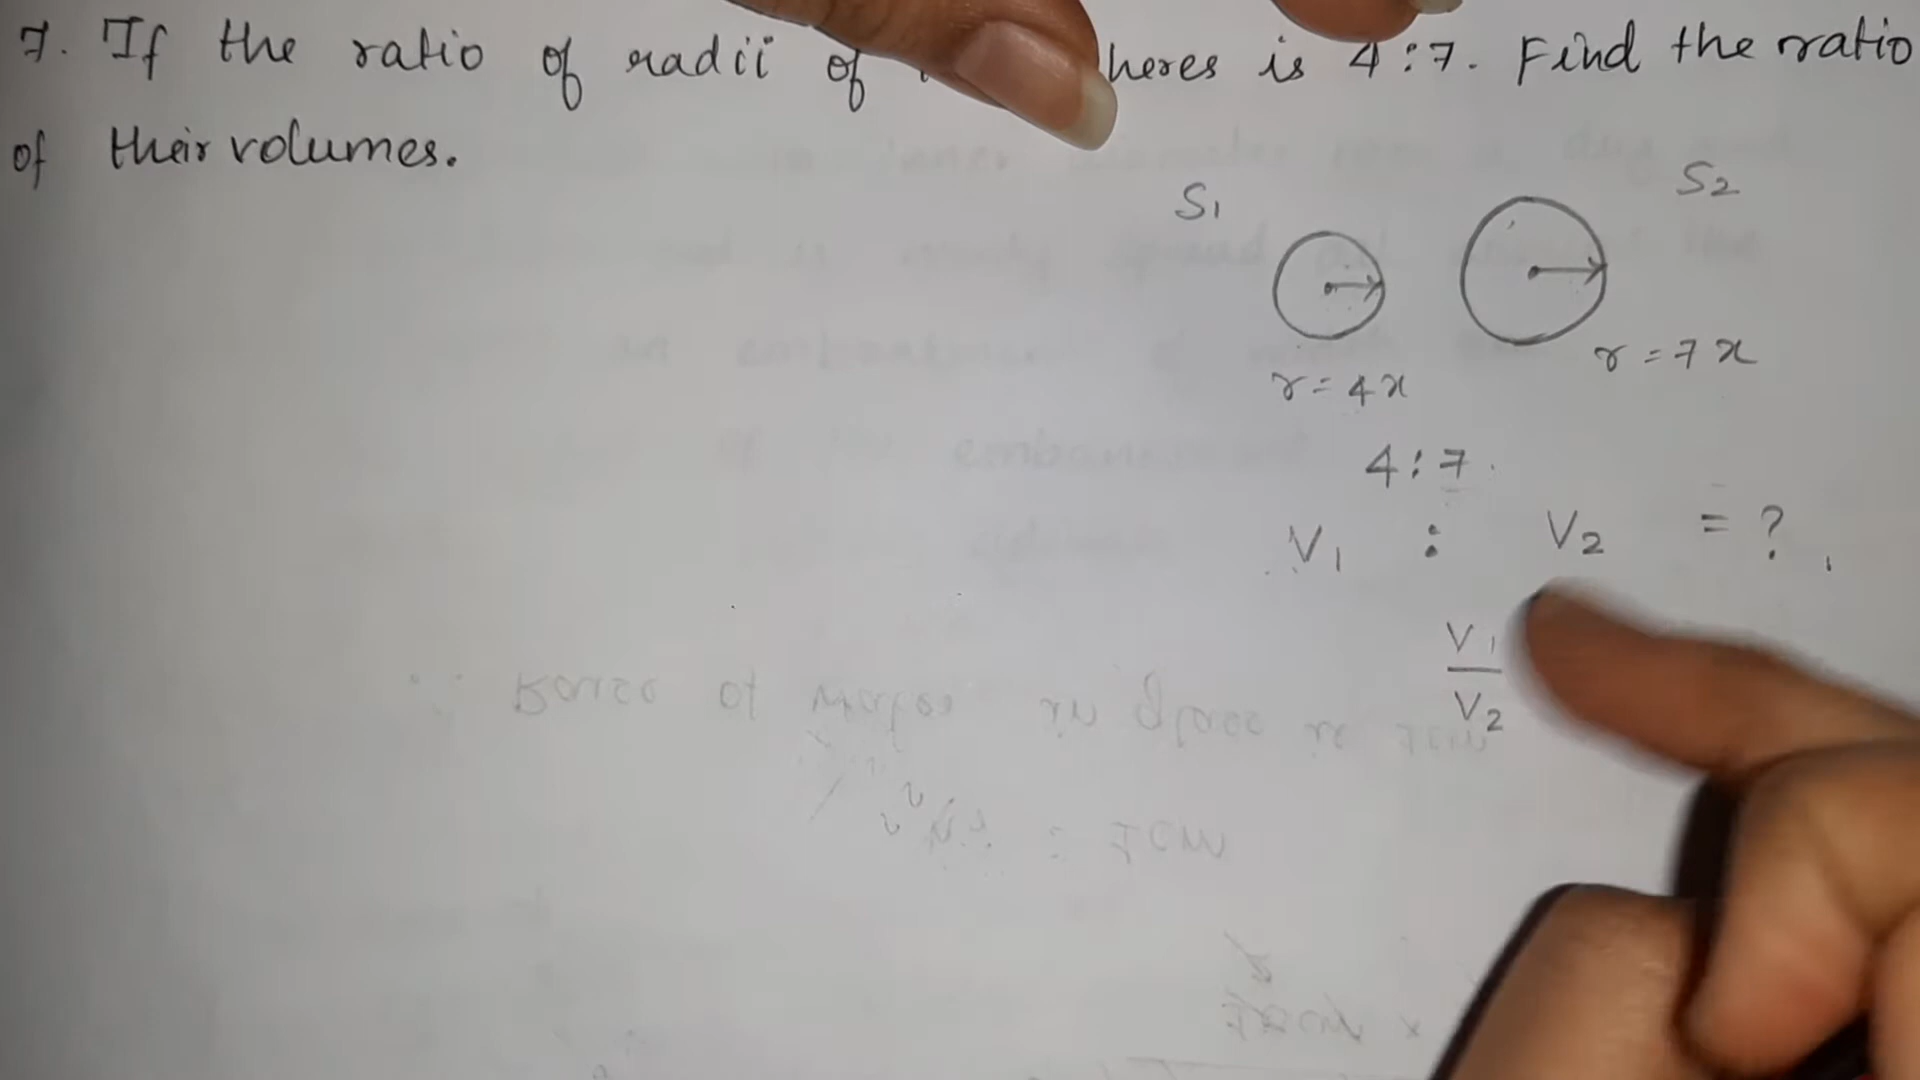 7. If the ratio of radii of heres is 4:7. Find the ratio
of their volumes.
S1 S2
r = 4x r = 7x
4:7.
V1 : V2 = ?
V1
V2